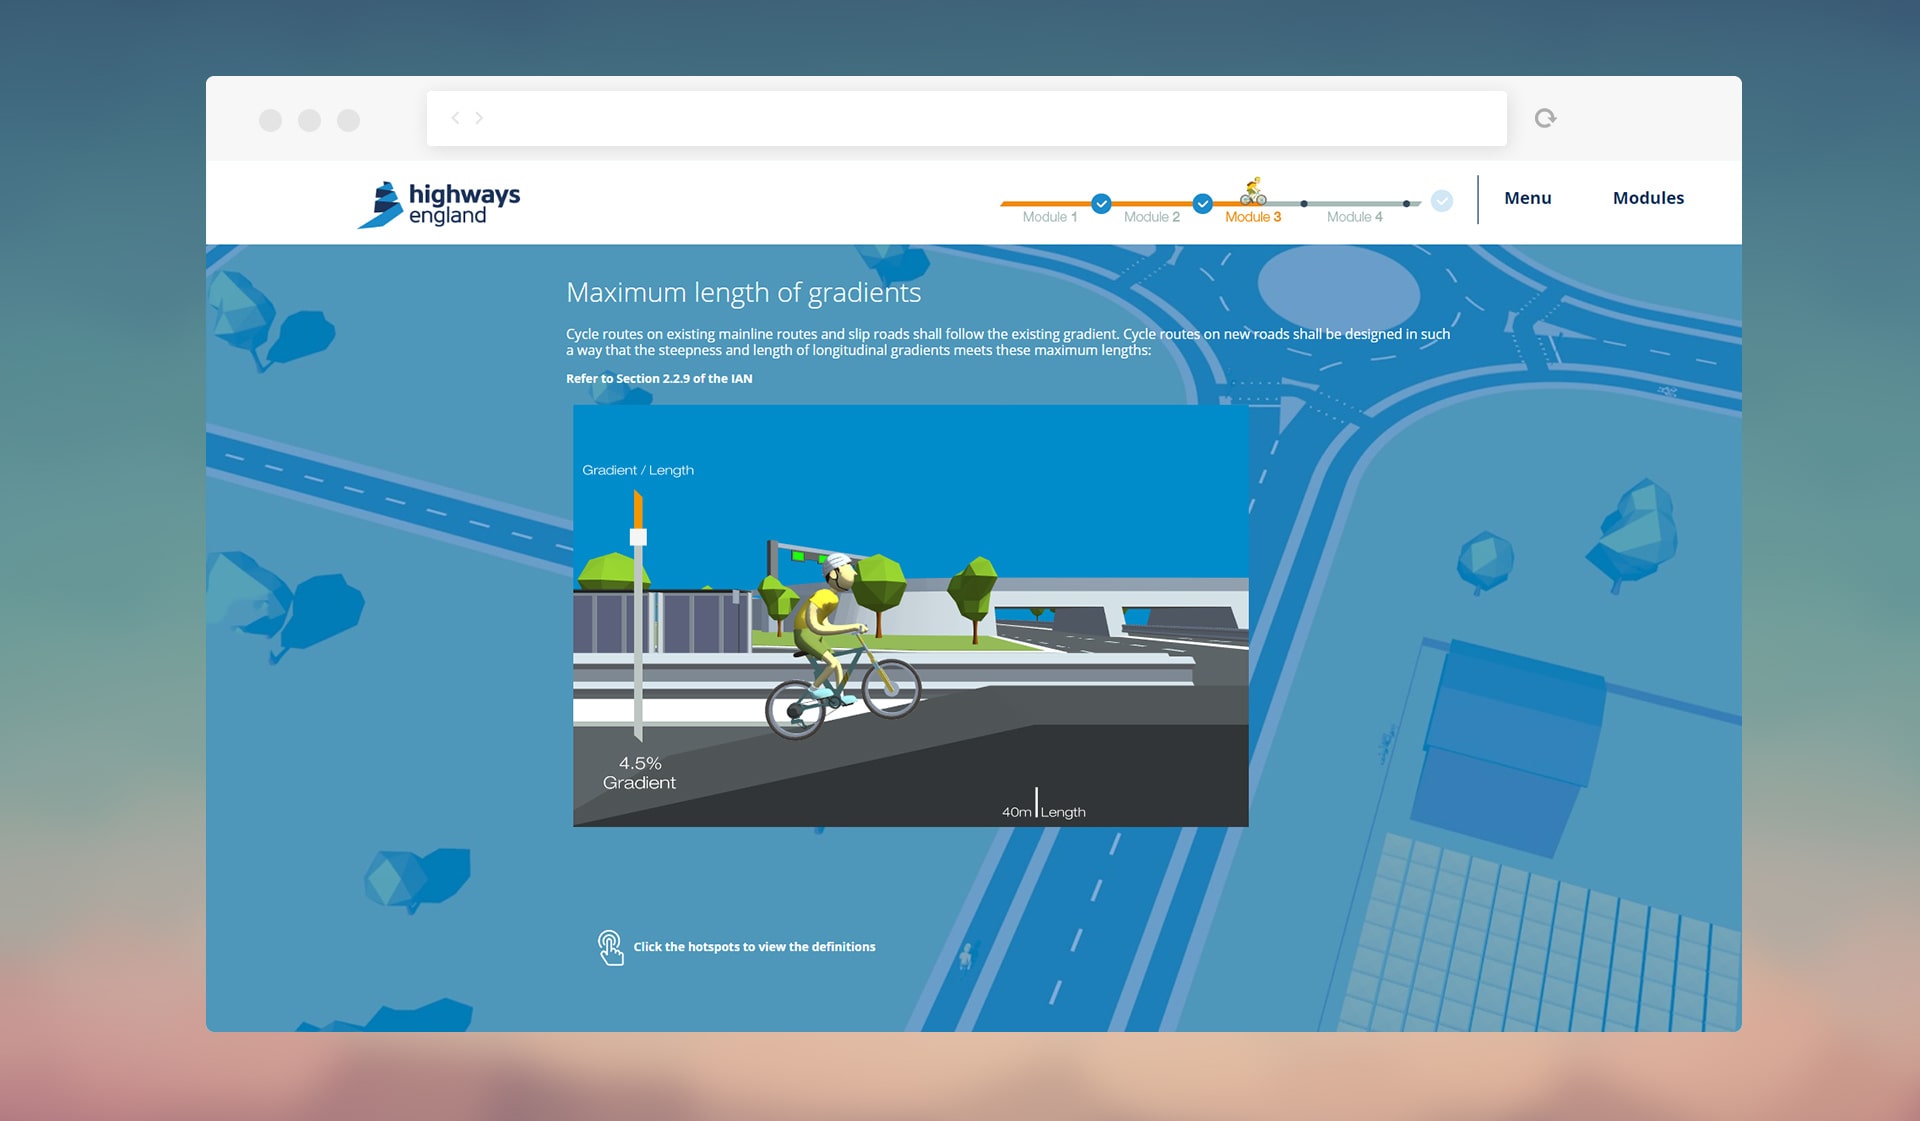 highways
england
Module 1
Module 2
Module 3
Module 4
Menu
Modules
Maximum length of gradients
Cycle routes on existing mainline routes and slip roads shall follow the existing gradient. Cycle routes on new roads shall be designed in such
a way that the steepness and length of longitudinal gradients meets these maximum lengths:
Refer to Section 2.2.9 of the IAN
Gradient / Length
4.5%
Gradient
40m Length
Click the hotspots to view the definitions